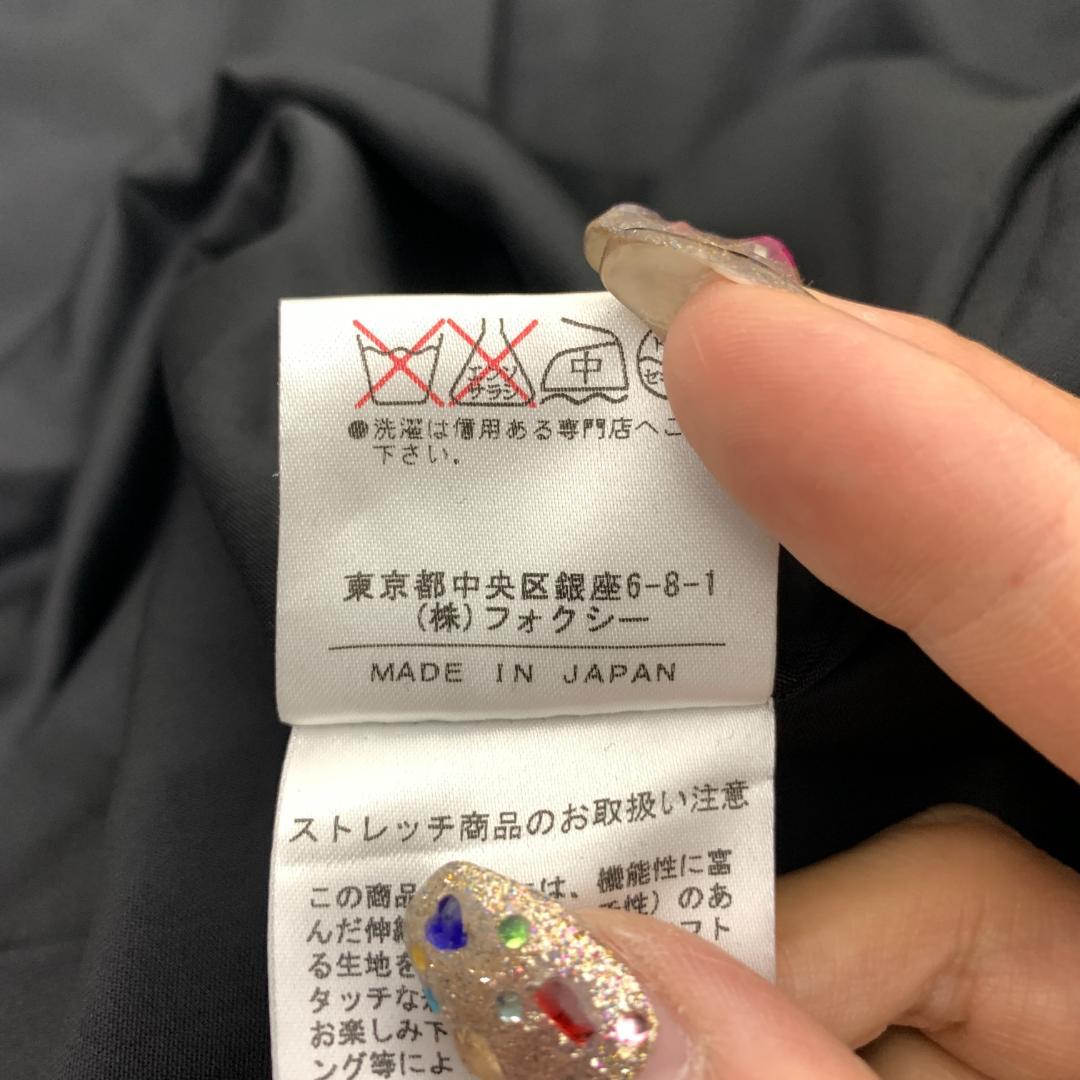 エンソ
サラシ
中
セ
●洗濯は信用ある専門店へご
下さい。
東京都中央区銀座6-8-1
(株)フォクシー
MADE IN JAPAN
ストレッチ商品のお取扱い注意
この商品 は、機能性に富
んだ伸縮 性)のあ
る生地を フト
タッチな
お楽しみ下
ング等によ